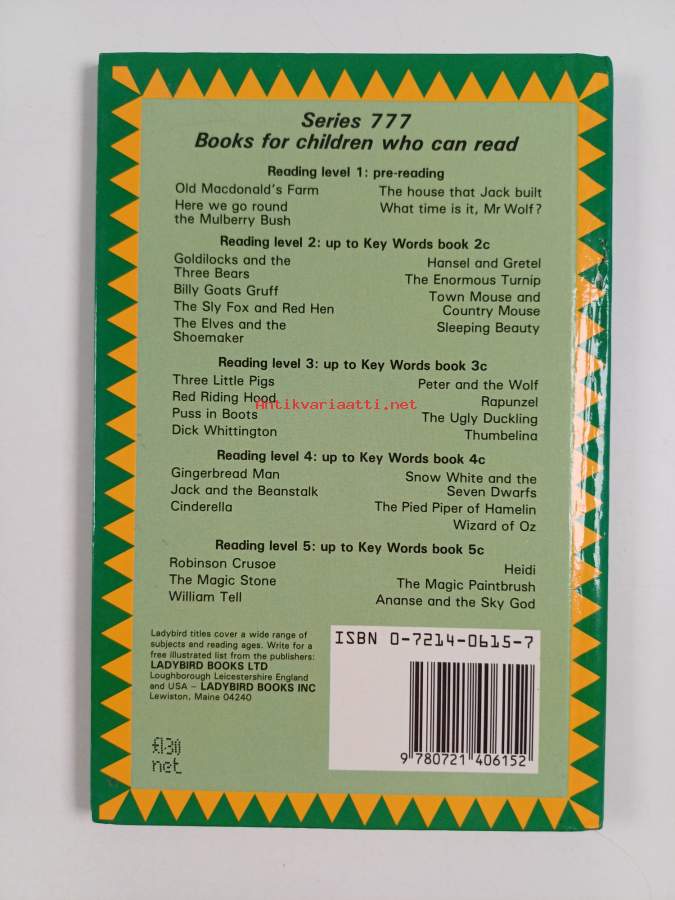 Series 777
Books for children who can read
Reading level 1: pre-reading
Old Macdonald's Farm
Here we go round
the Mulberry Bush
The house that Jack built
What time is it, Mr Wolf?
Reading level 2: up to Key Words book 2c
Goldilocks and the
Three Bears
Billy Goats Gruff
The Sly Fox and Red Hen
The Elves and the
Shoemaker
Hansel and Gretel
The Enormous Turnip
Town Mouse and
Country Mouse
Sleeping Beauty
Reading level 3: up to Key Words book 3c
Three Little Pigs
Red Riding Hood
Puss in Boots
Dick Whittington
Peter and the Wolf
Rapunzel
The Ugly Duckling
Thumbelina
Antikvariaatti.net
Reading level 4: up to Key Words book 4c
Gingerbread Man
Jack and the Beanstalk
Cinderella
Snow White and the
Seven Dwarfs
The Pied Piper of Hamelin
Wizard of Oz
Reading level 5: up to Key Words book 5c
Robinson Crusoe
The Magic Stone
William Tell
Heidi
The Magic Paintbrush
Ananse and the Sky God
Ladybird titles cover a wide range of
subjects and reading ages. Write for a
free illustrated list from the publishers:
LADYBIRD BOOKS LTD
Loughborough Leicestershire England
and USA – LADYBIRD BOOKS INC
Lewiston, Maine 04240
£1·30
net
ISBN 0-7214-0615-7
9 780721 406152